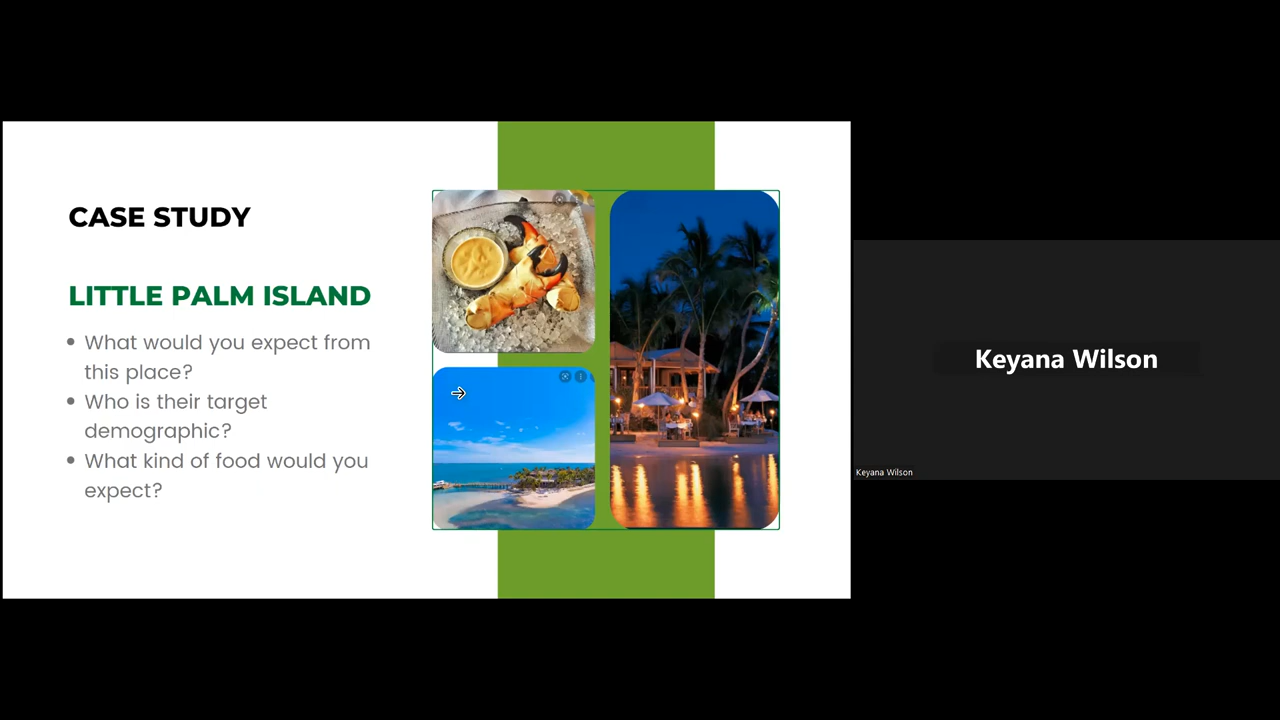 CASE STUDY
LITTLE PALM ISLAND
• What would you expect from
this place?
• Who is their target
demographic?
• What kind of food would you
expect?
Keyana Wilson
Keyana Wilson